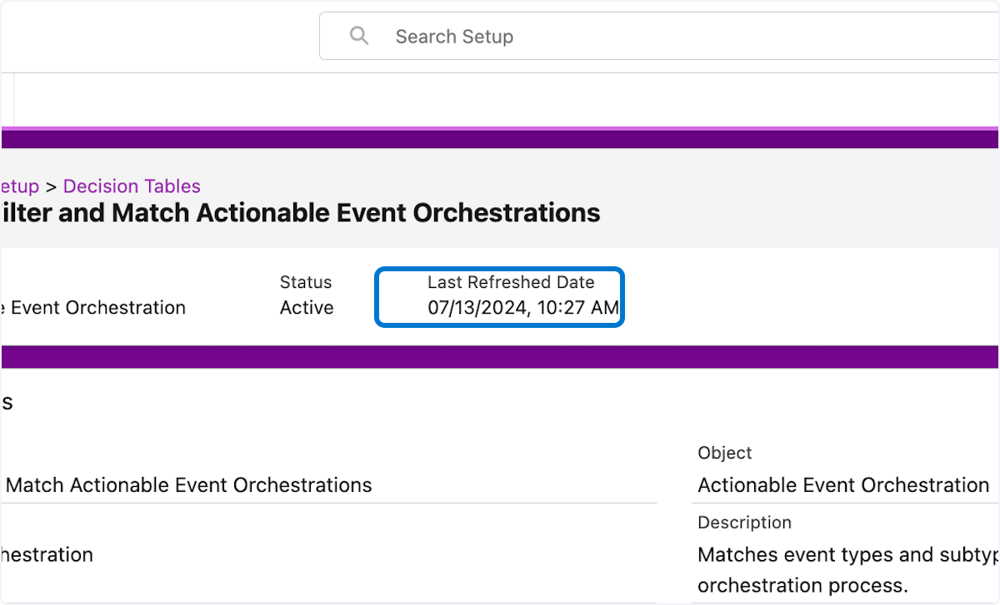 Search Setup
etup > Decision Tables
ilter and Match Actionable Event Orchestrations
Status
Last Refreshed Date
e Event Orchestration
Active
07/13/2024, 10:27 AM
s
Object
Match Actionable Event Orchestrations
Actionable Event Orchestration
Description
hestration
Matches event types and subtyp
orchestration process.